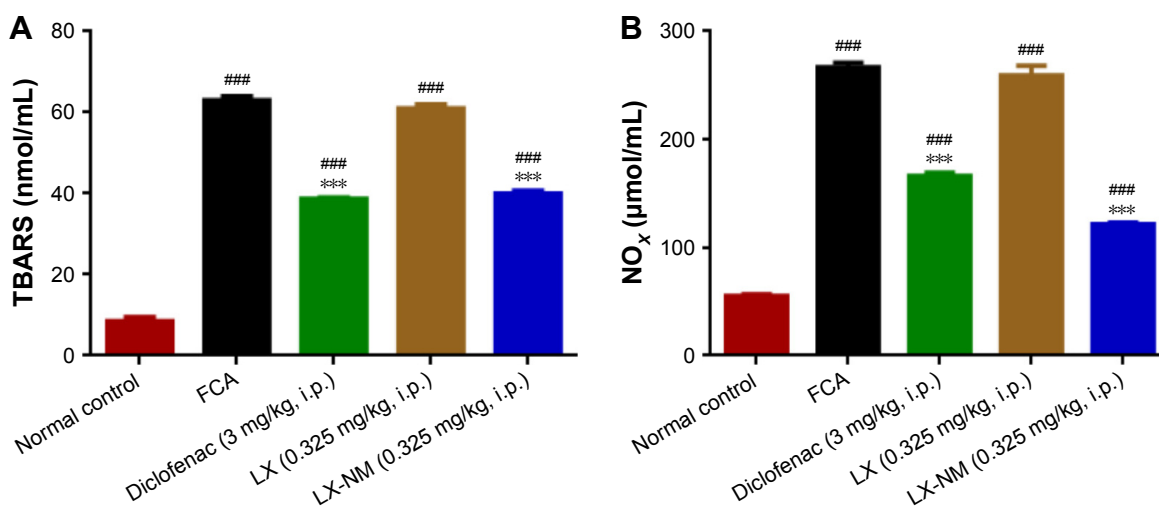 A
TBARS (nmol/mL)
80
60
40
20
0
###
###
***
###
###
***
Normal control
FCA
Diclofenac (3 mg/kg, i.p.)
LX (0.325 mg/kg, i.p.)
LX-NM (0.325 mg/kg, i.p.)
B
NOx (µmol/mL)
300
200
100
0
###
###
***
###
###
***
Normal control
FCA
Diclofenac (3 mg/kg, i.p.)
LX (0.325 mg/kg, i.p.)
LX-NM (0.325 mg/kg, i.p.)